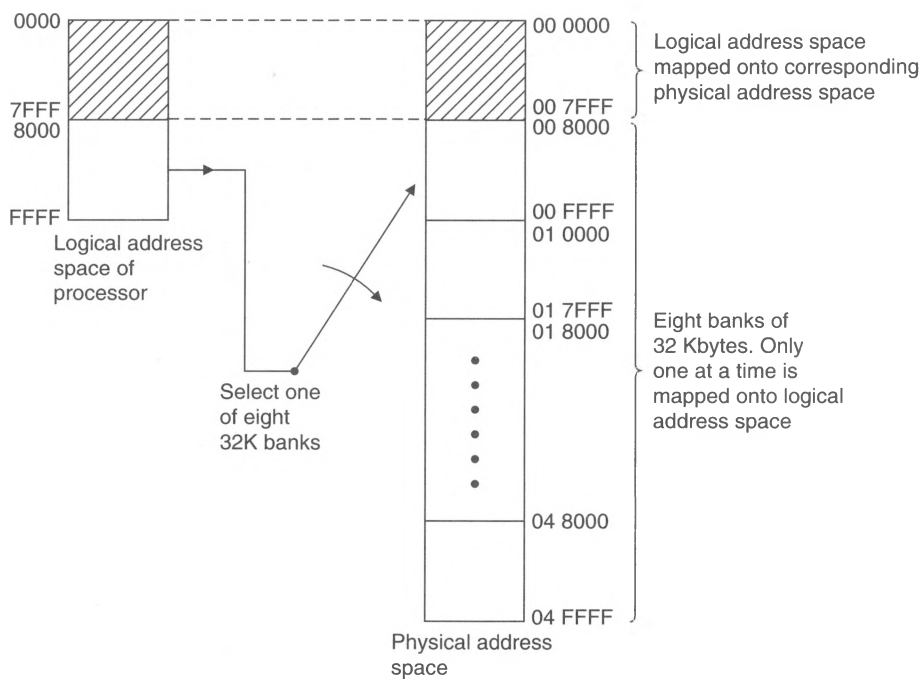 0000
7FFF
8000
FFFF
Logical address
space of
processor
Select one
of eight
32K banks
00 0000
00 7FFF
00 8000
00 FFFF
01 0000
01 7FFF
01 8000
04 8000
04 FFFF
Physical address
space
Logical address space
mapped onto corresponding
physical address space
Eight banks of
32 Kbytes. Only
one at a time is
mapped onto logical
address space